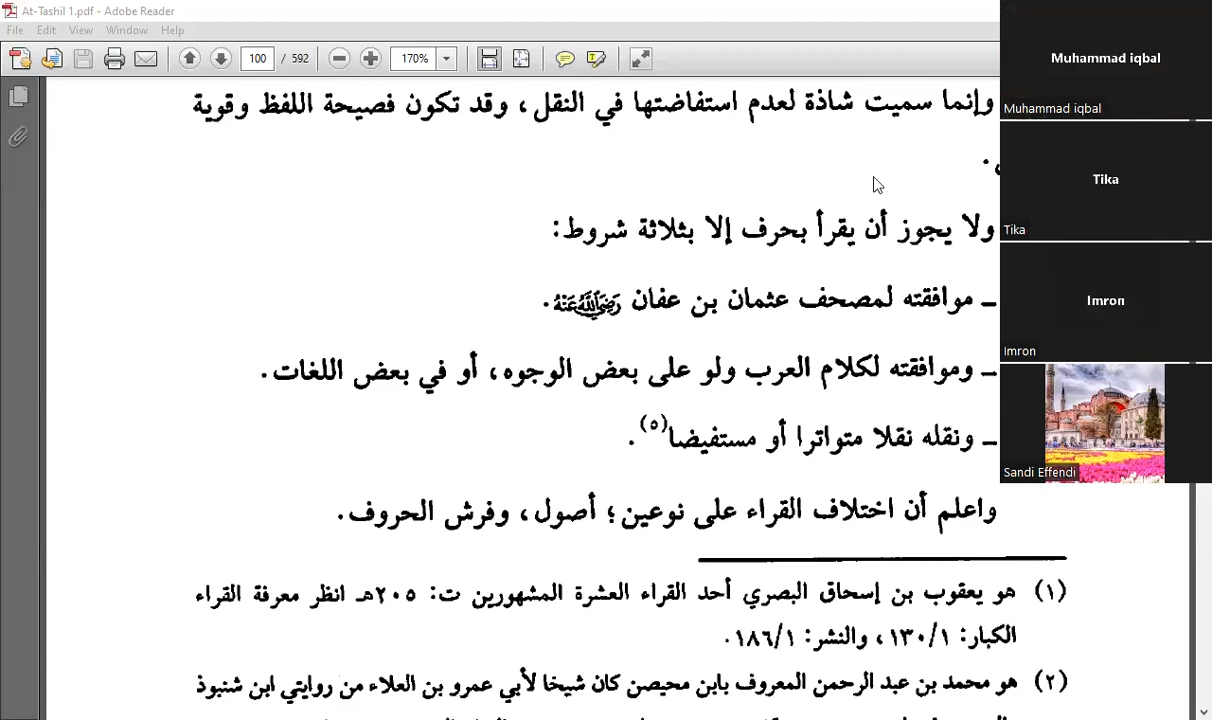 At-Tashil 1.pdf - Adobe Reader
File Edit View Window Help
100 / 592 170%
وإنما سميت شاذة لعدم استفاضتها في النقل، وقد تكون فصيحة اللفظ وقوية
ولا يجوز أن يقرأ بحرف إلا بثلاثة شروط:
ـ موافقته لمصحف عثمان بن عفان رَضِيَ اللَّهُ عَنْهُ.
ـ وموافقته لكلام العرب ولو على بعض الوجوه، أو في بعض اللغات.
ـ ونقله نقلا متواترا أو مستفيضا(٥).
واعلم أن اختلاف القراء على نوعين؛ أصول، وفرش الحروف.
(١) هو يعقوب بن إسحاق البصري أحد القراء العشرة المشهورين ت: ٢٠٥هـ انظر معرفة القراء
الكبار: ١/١٣٠، والنشر: ١/١٨٦.
(٢) هو محمد بن عبد الرحمن المعروف بابن محيصن كان شيخا لأبي عمرو بن العلاء من روايتي ابن شنبوذ
Muhammad iqbal
Muhammad iqbal
Tika
Tika
Imron
Imron
Sandi Effendi